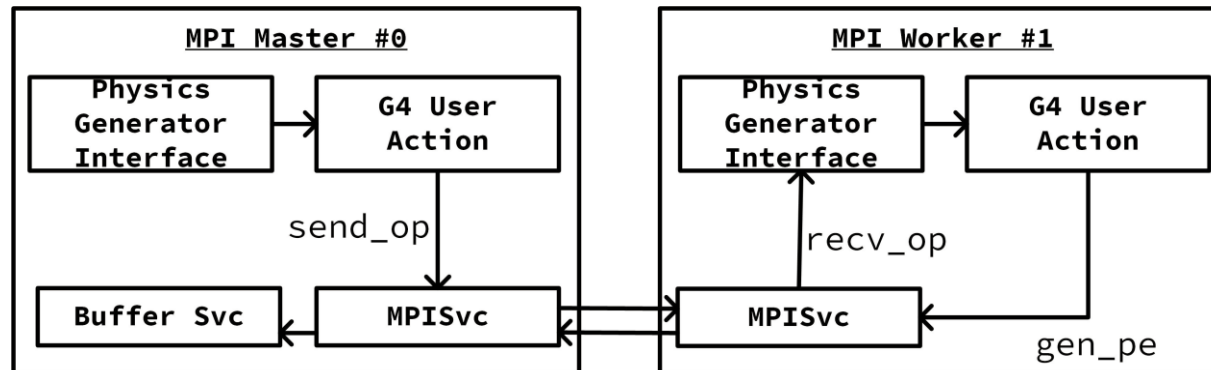 MPI Master #0
Physics
Generator
Interface
G4 User
Action
send_op
Buffer Svc
MPISvc
MPI Worker #1
Physics
Generator
Interface
G4 User
Action
recv_op
MPISvc
gen_pe